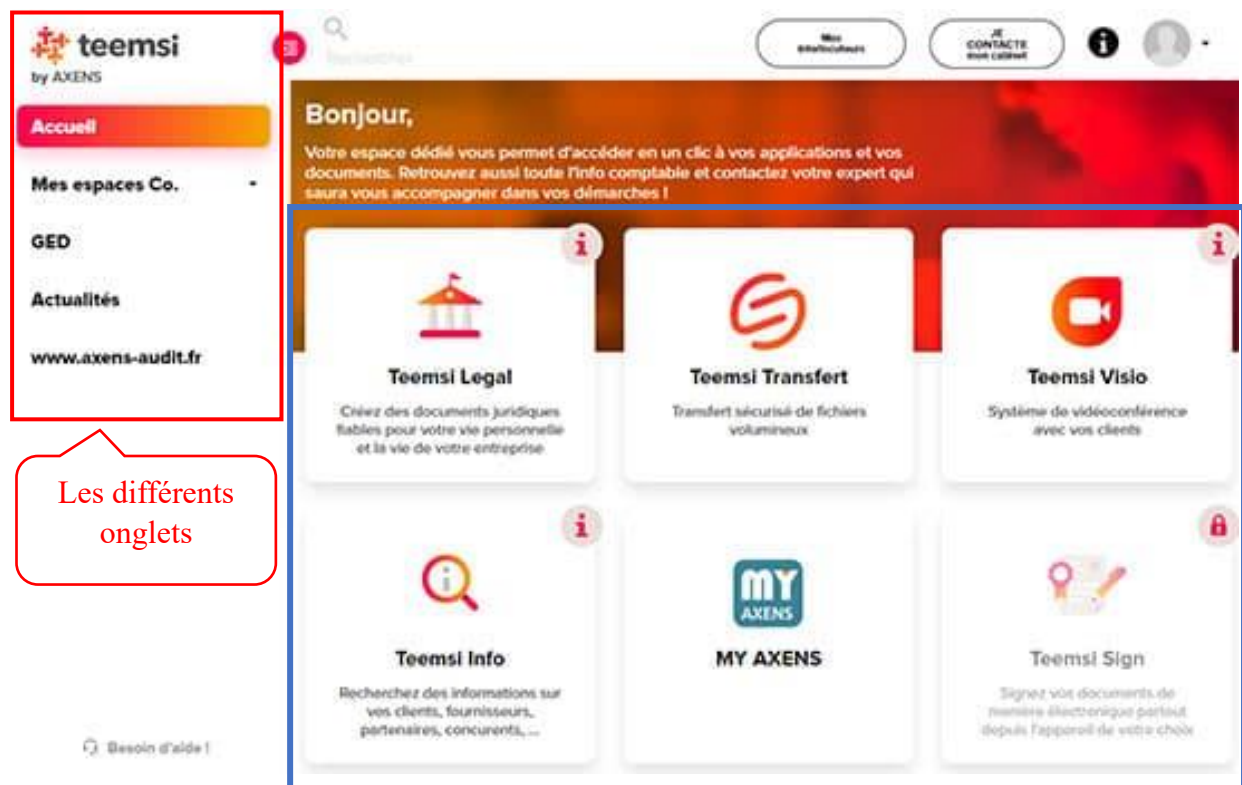 teemsi
by AXENS
Accueil
Mes espaces Co.
GED
Actualités
www.axens-audit.fr
Les différents
onglets
Besoin d'aide !
Rechercher
Mes
interlocuteurs
JE
CONTACTE
mon cabinet
Bonjour,
Votre espace dédié vous permet d'accéder en un clic à vos applications et vos
documents. Retrouvez aussi toute l'info comptable et contactez votre expert qui
saura vous accompagner dans vos démarches !
Teemsi Legal
Créez des documents juridiques
fiables pour votre vie personnelle
et la vie de votre entreprise
Teemsi Transfert
Transfert sécurisé de fichiers
volumineux
Teemsi Visio
Système de vidéoconférence
avec vos clients
Teemsi Info
Recherchez des informations sur
vos clients, fournisseurs,
partenaires, concurents, ...
MY
AXENS
MY AXENS
Teemsi Sign
Signez vos documents de
manière électronique partout
depuis l'appareil de votre choix